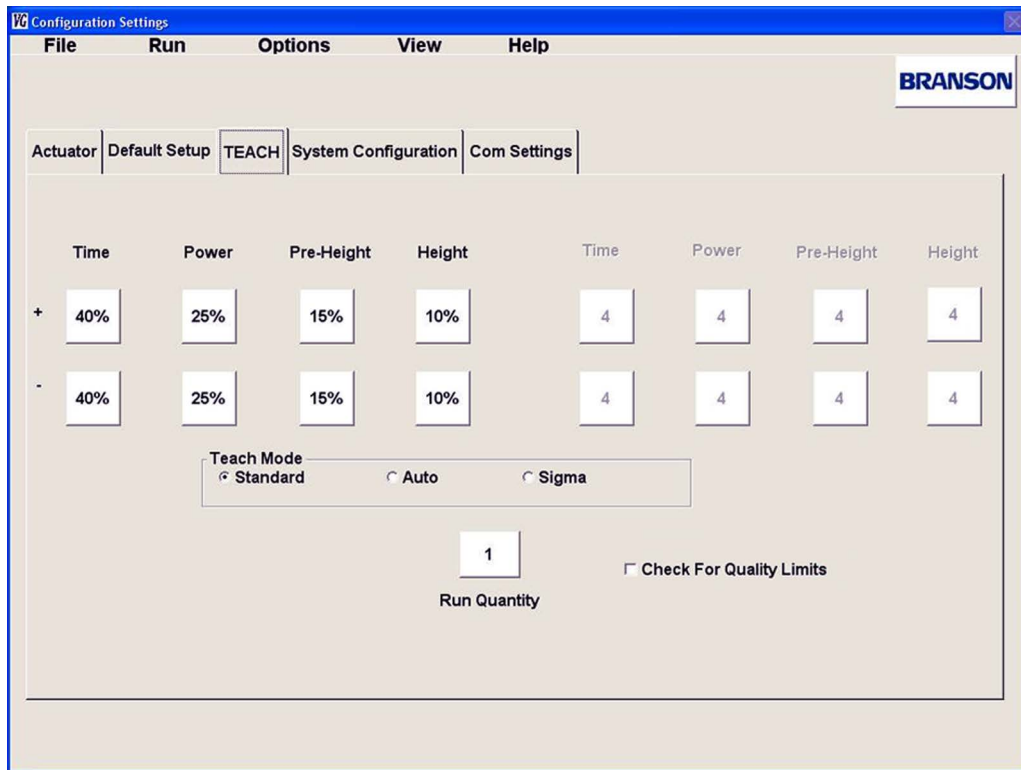 VG Configuration Settings
File Run Options View Help
BRANSON
Actuator Default Setup TEACH System Configuration Com Settings
Time Power Pre-Height Height Time Power Pre-Height Height
+ 40% 25% 15% 10% 4 4 4 4
- 40% 25% 15% 10% 4 4 4 4
Teach Mode
Standard Auto Sigma
1
Check For Quality Limits
Run Quantity